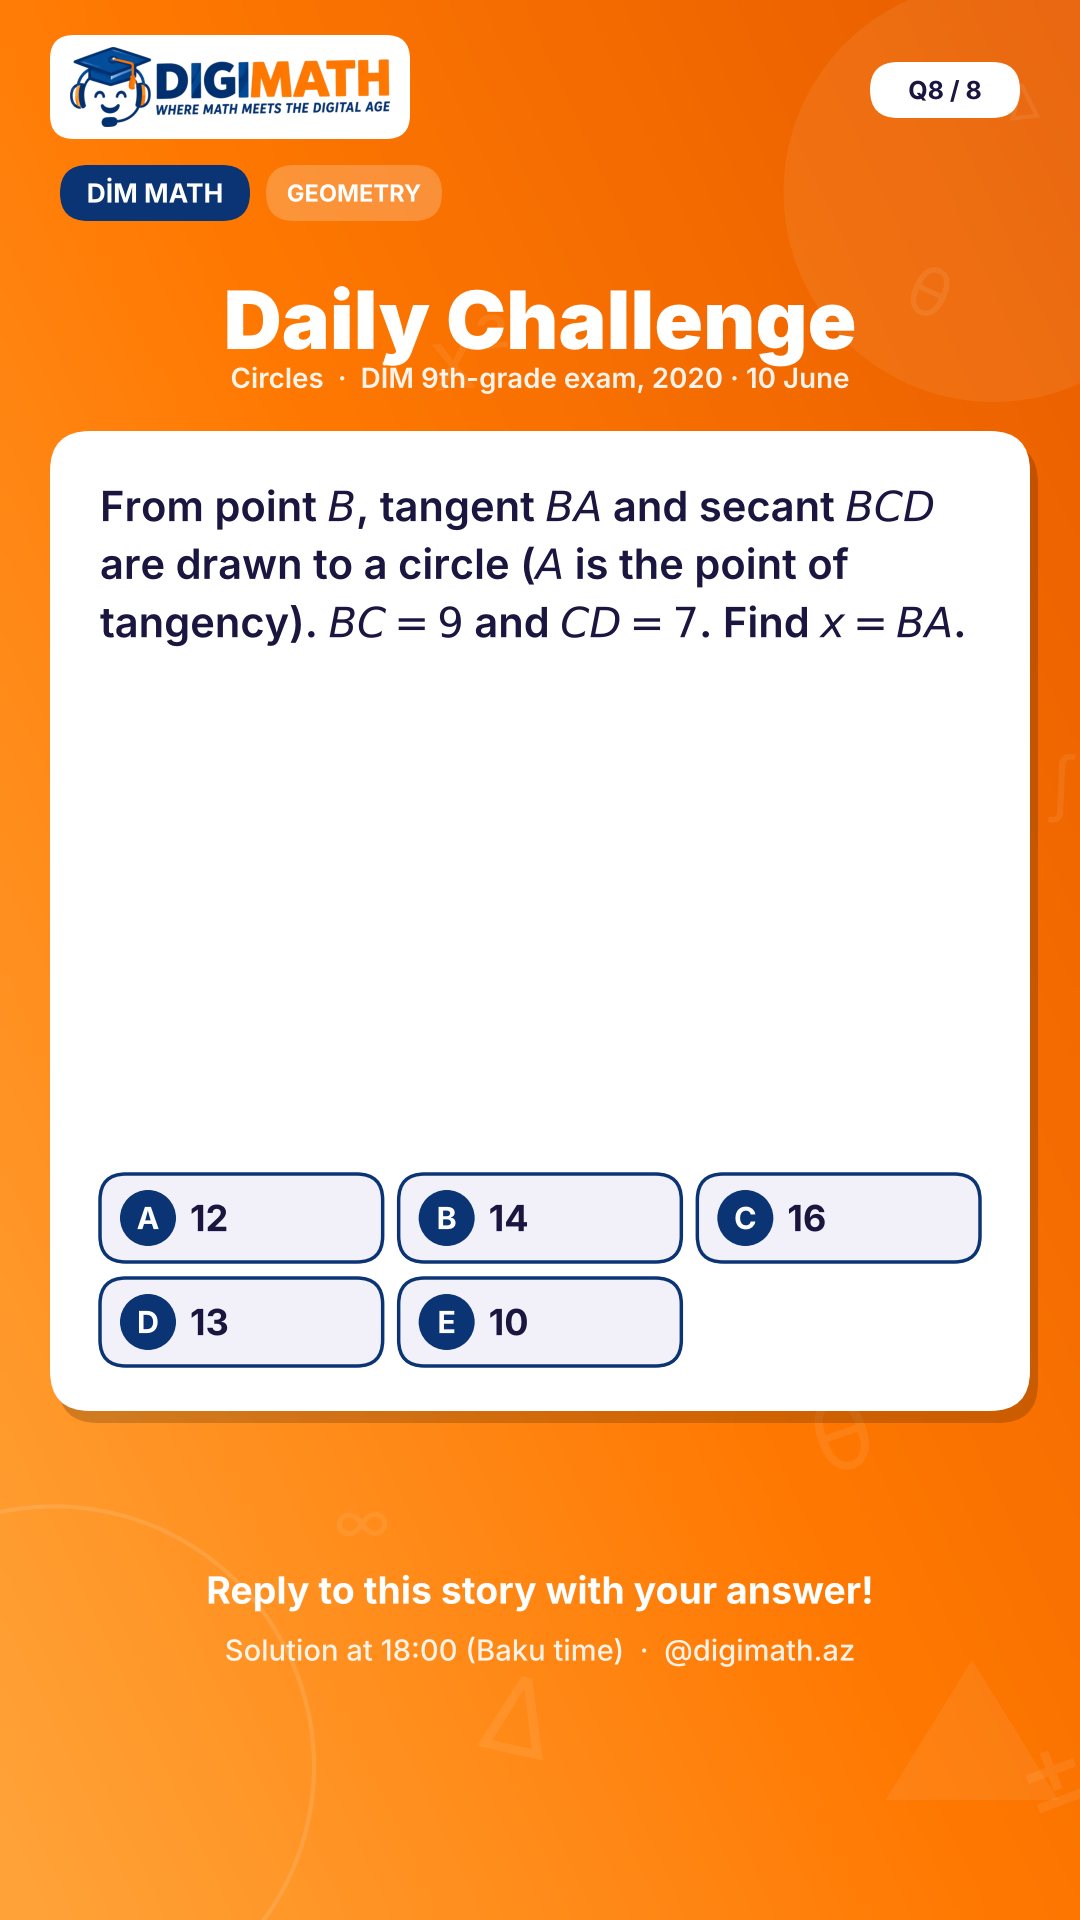 DIGIMATH
WHERE MATH MEETS THE DIGITAL AGE
Q8 / 8
DİM MATH
GEOMETRY
Daily Challenge
Circles · DİM 9th-grade exam, 2020 · 10 June
From point B, tangent BA and secant BCD
are drawn to a circle (A is the point of
tangency). BC = 9 and CD = 7. Find x = BA.
A 12
B 14
C 16
D 13
E 10
Reply to this story with your answer!
Solution at 18:00 (Baku time) · @digimath.az